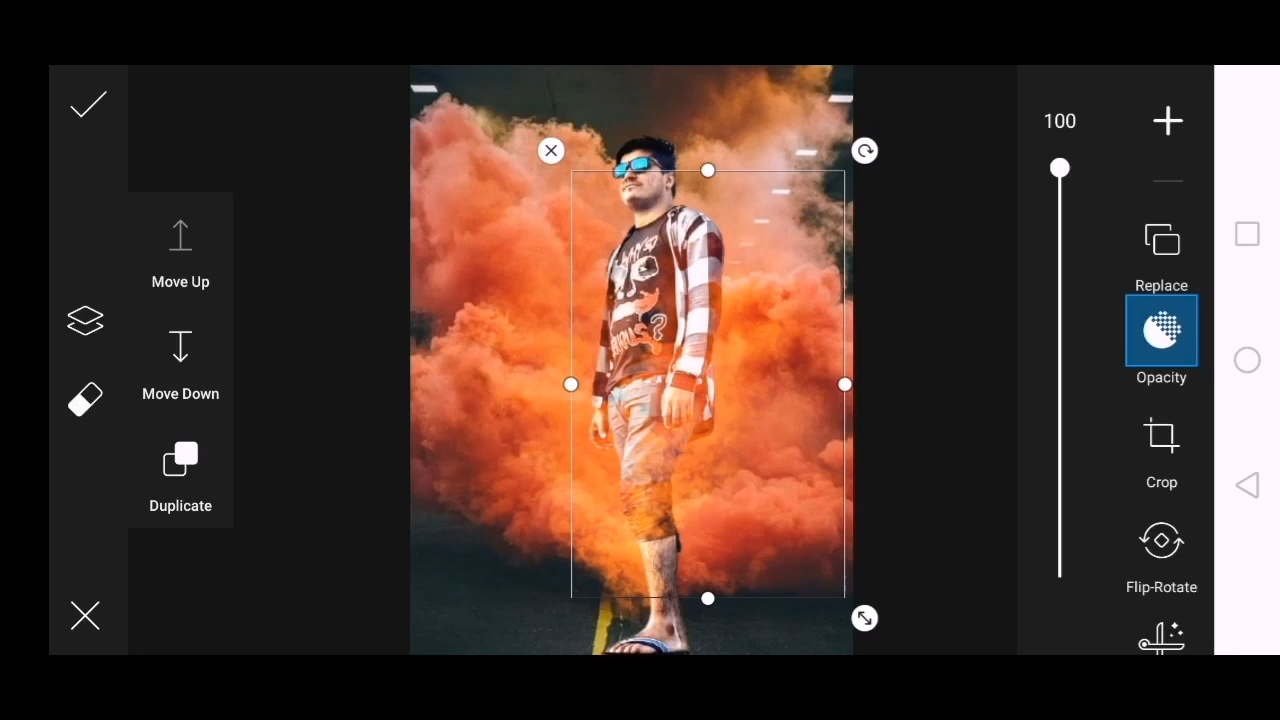 100
Move Up
Replace
Opacity
Move Down
Crop
Duplicate
Flip-Rotate